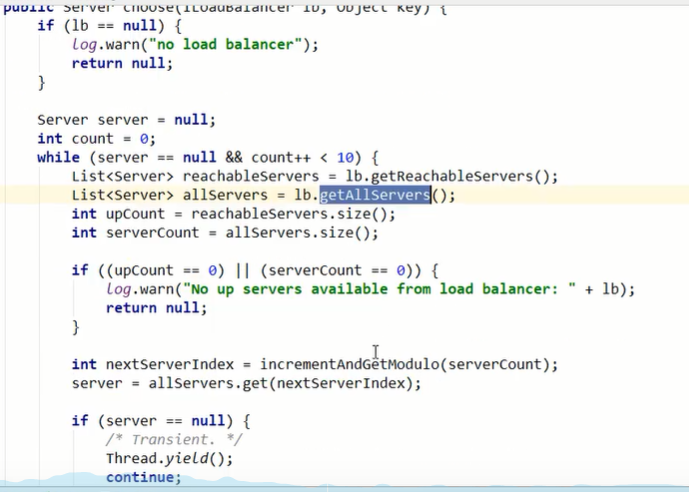 public Server choose(ILoadBalancer lb, Object key) {
if (lb == null) {
log.warn("no load balancer");
return null;
}
Server server = null;
int count = 0;
while (server == null && count++ < 10) {
List<Server> reachableServers = lb.getReachableServers();
List<Server> allServers = lb.getAllServers();
int upCount = reachableServers.size();
int serverCount = allServers.size();
if ((upCount == 0) || (serverCount == 0)) {
log.warn("No up servers available from load balancer: " + lb);
return null;
}
int nextServerIndex = incrementAndGetModulo(serverCount);
server = allServers.get(nextServerIndex);
if (server == null) {
/* Transient. */
Thread.yield();
continue;